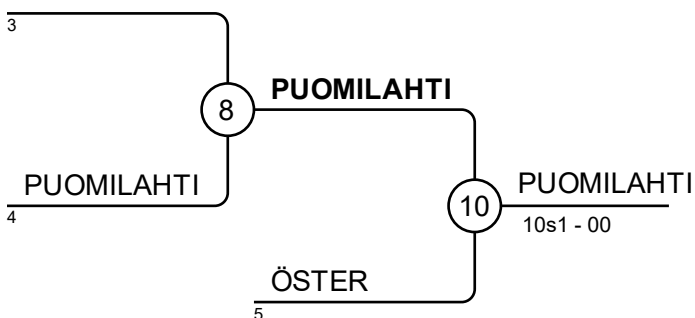 3
PUOMILAHTI
8
PUOMILAHTI
4
PUOMILAHTI
10
10s1 - 00
ÖSTER
5